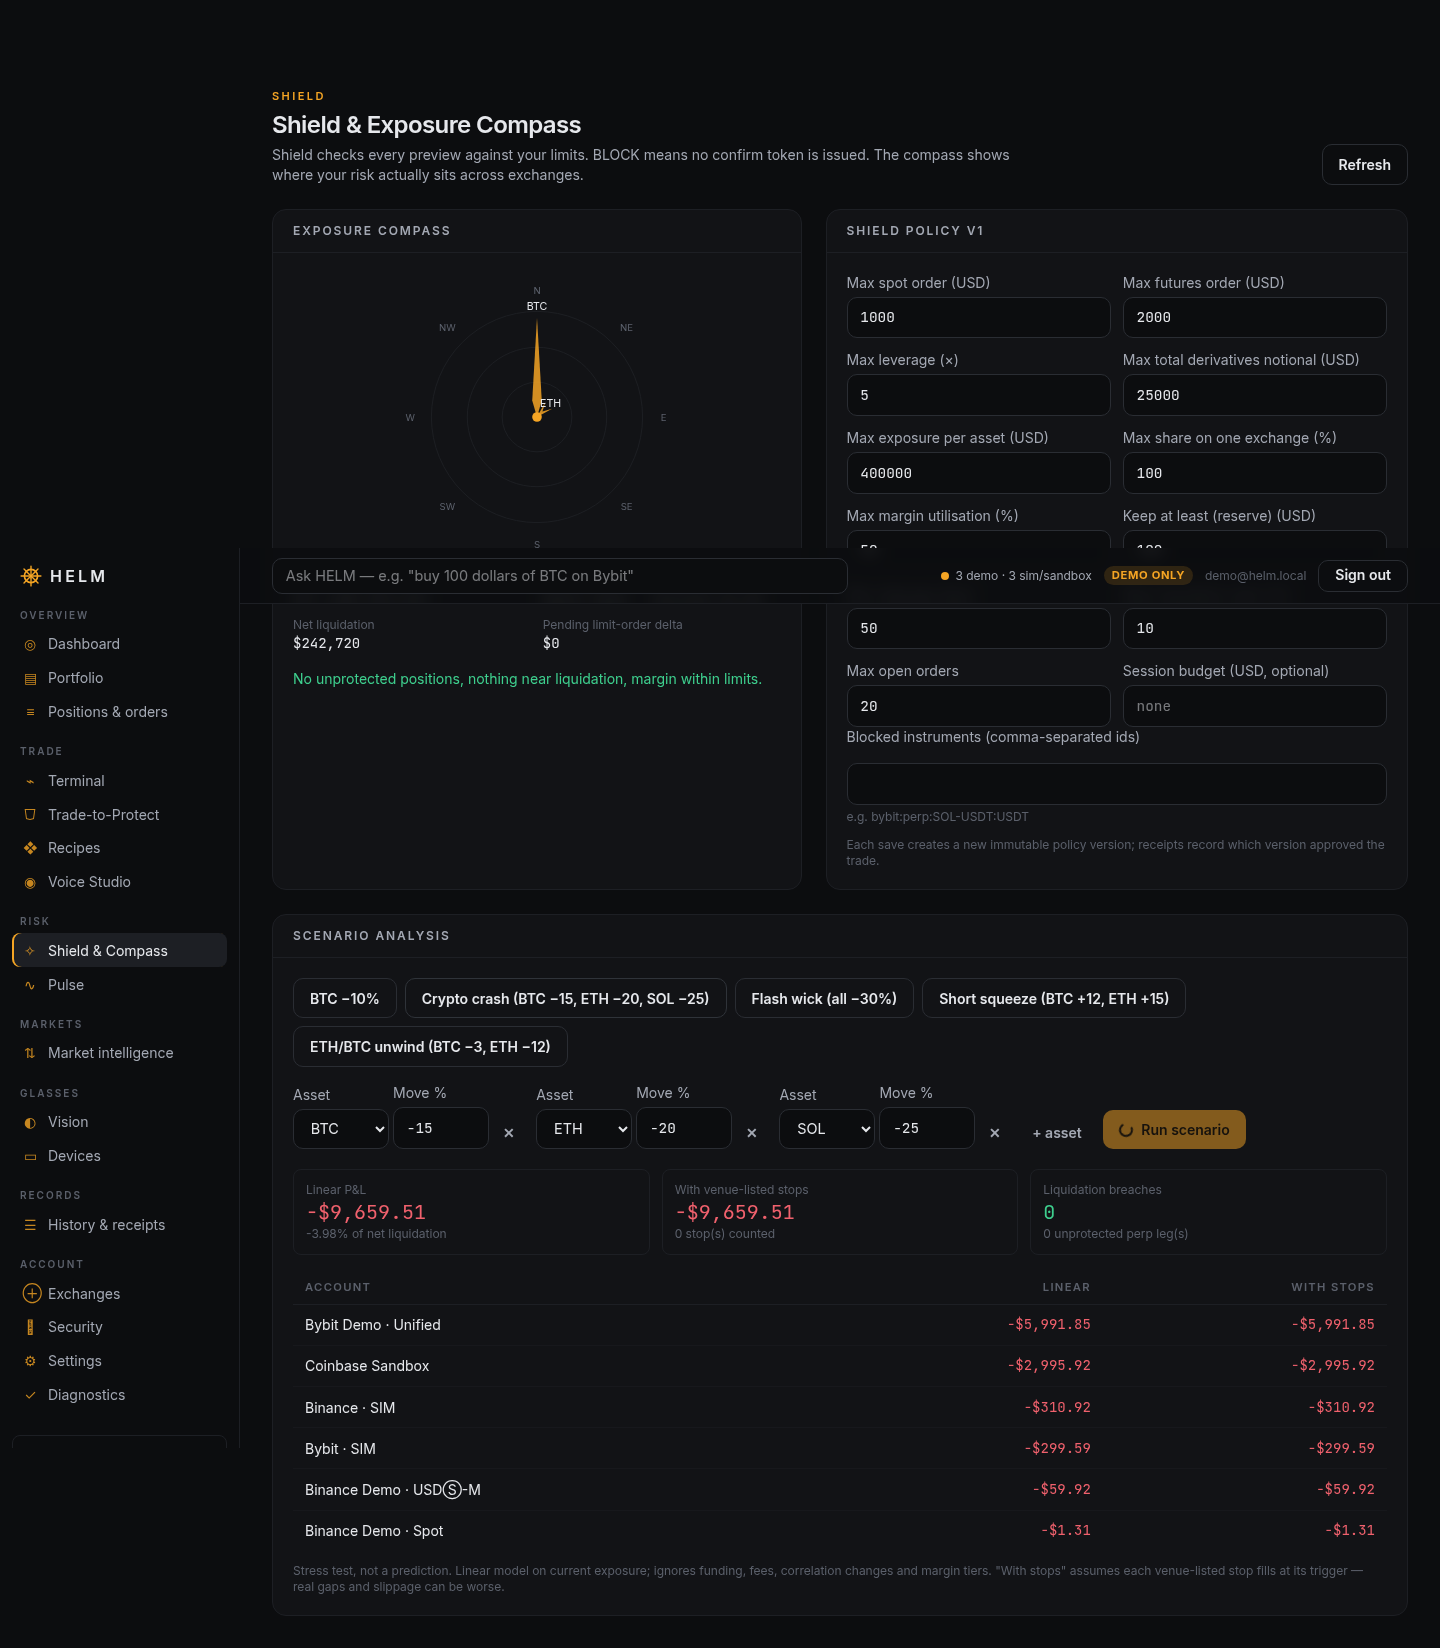 SHIELD
Shield & Exposure Compass
Shield checks every preview against your limits. BLOCK means no confirm token is issued. The compass shows
where your risk actually sits across exchanges.
Refresh
EXPOSURE COMPASS
N
BTC
NW
NE
ETH
W
E
SW
SE
S
SHIELD POLICY V1
Max spot order (USD)
Max futures order (USD)
1000
2000
Max leverage (×)
Max total derivatives notional (USD)
5
25000
Max exposure per asset (USD)
Max share on one exchange (%)
400000
100
Max margin utilisation (%)
Keep at least (reserve) (USD)
HELM
Ask HELM — e.g. "buy 100 dollars of BTC on Bybit"
3 demo · 3 sim/sandbox
DEMO ONLY
demo@helm.local
Sign out
OVERVIEW
Dashboard
Portfolio
Positions & orders
TRADE
Terminal
Trade-to-Protect
Recipes
Voice Studio
RISK
Shield & Compass
Pulse
MARKETS
Market intelligence
GLASSES
Vision
Devices
RECORDS
History & receipts
ACCOUNT
Exchanges
Security
Settings
Diagnostics
Net liquidation
Pending limit-order delta
$242,720
$0
No unprotected positions, nothing near liquidation, margin within limits.
50
10
Max open orders
Session budget (USD, optional)
20
none
Blocked instruments (comma-separated ids)
e.g. bybit:perp:SOL-USDT:USDT
Each save creates a new immutable policy version; receipts record which version approved the
trade.
SCENARIO ANALYSIS
BTC −10%
Crypto crash (BTC −15, ETH −20, SOL −25)
Flash wick (all −30%)
Short squeeze (BTC +12, ETH +15)
ETH/BTC unwind (BTC −3, ETH −12)
Asset
Move %
Asset
Move %
Asset
Move %
BTC
-15
×
ETH
-20
×
SOL
-25
×
+ asset
Run scenario
Linear P&L
-$9,659.51
-3.98% of net liquidation
With venue-listed stops
-$9,659.51
0 stop(s) counted
Liquidation breaches
0
0 unprotected perp leg(s)
ACCOUNT LINEAR WITH STOPS
Bybit Demo · Unified -$5,991.85 -$5,991.85
Coinbase Sandbox -$2,995.92 -$2,995.92
Binance · SIM -$310.92 -$310.92
Bybit · SIM -$299.59 -$299.59
Binance Demo · USDⓈ-M -$59.92 -$59.92
Binance Demo · Spot -$1.31 -$1.31
Stress test, not a prediction. Linear model on current exposure; ignores funding, fees, correlation changes and margin tiers. "With stops" assumes each venue-listed stop fills at its trigger —
real gaps and slippage can be worse.